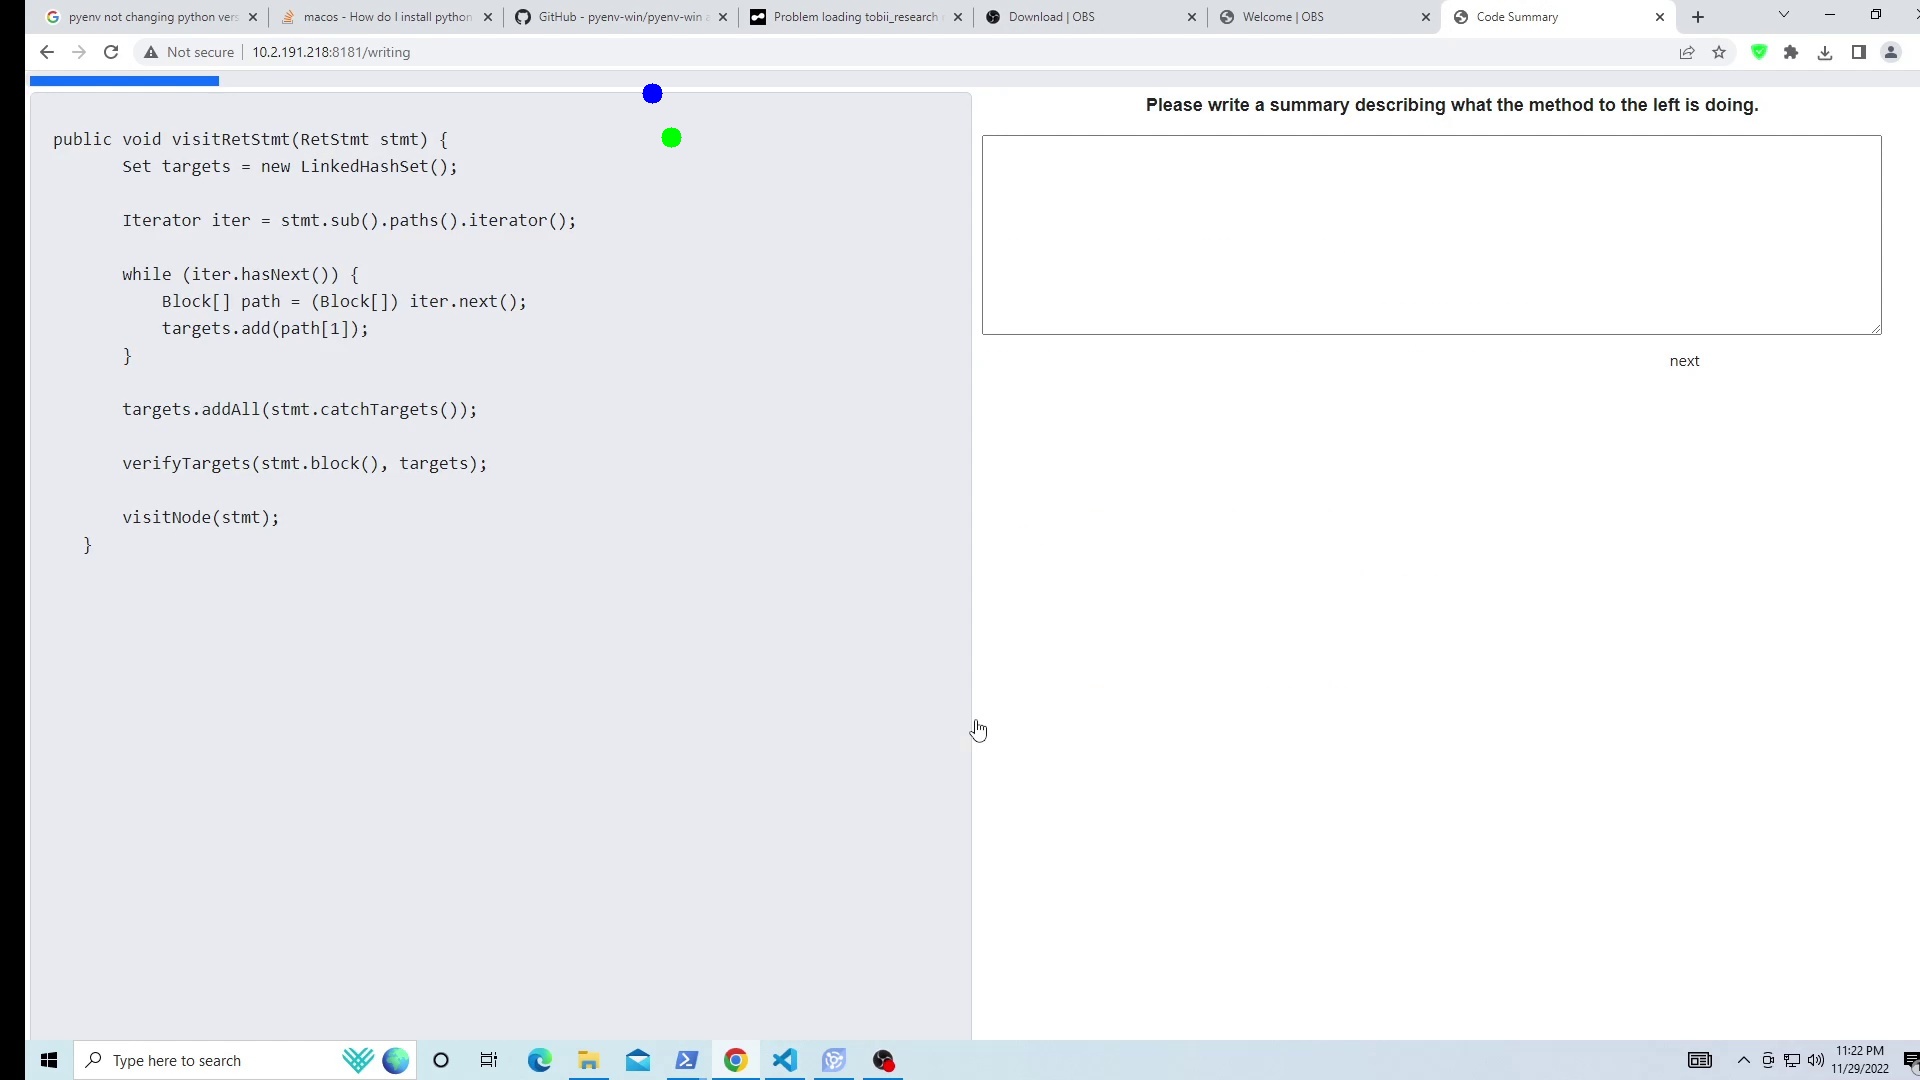 pyenv not changing python vers
macos - How do I install python
GitHub - pyenv-win/pyenv-win
Problem loading tobii_research
Download | OBS
Welcome | OBS
Code Summary
Not secure
10.2.191.218:8181/writing
public void visitRetStmt(RetStmt stmt) {
Set targets = new LinkedHashSet();
Iterator iter = stmt.sub().paths().iterator();
while (iter.hasNext()) {
Block[] path = (Block[]) iter.next();
targets.add(path[1]);
}
targets.addAll(stmt.catchTargets());
verifyTargets(stmt.block(), targets);
visitNode(stmt);
}
Please write a summary describing what the method to the left is doing.
next
Type here to search
11:22 PM
11/29/2022